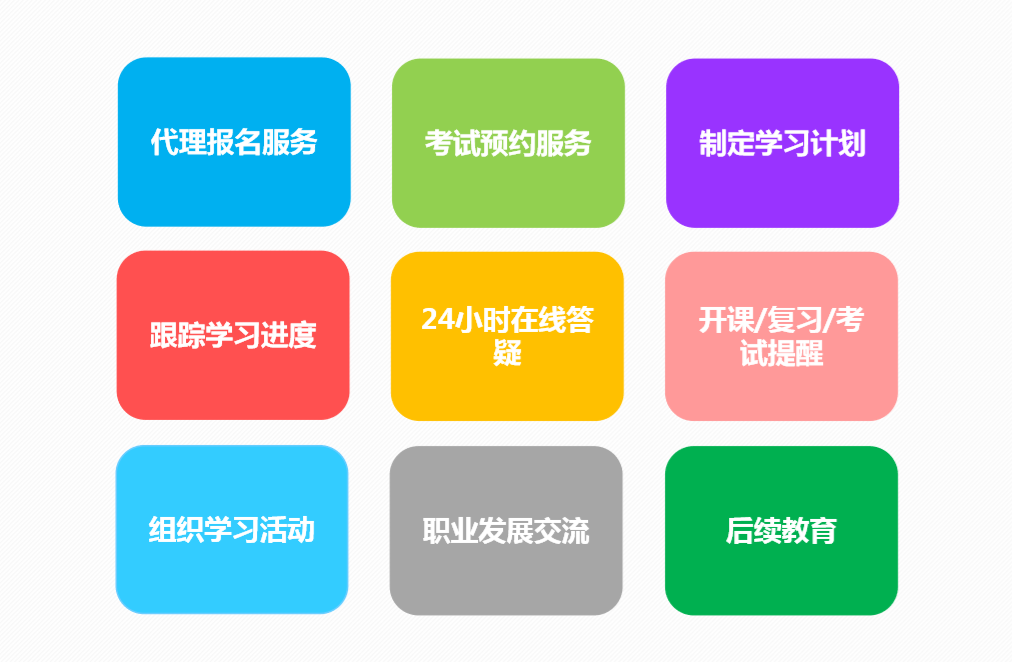 代理报名服务
考试预约服务
制定学习计划
跟踪学习进度
24小时在线答
疑
开课/复习/考
试提醒
组织学习活动
职业发展交流
后续教育